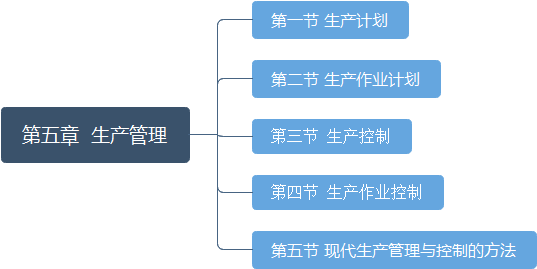 第五章 生产管理
第一节 生产计划
第二节 生产作业计划
第三节 生产控制
第四节 生产作业控制
第五节 现代生产管理与控制的方法